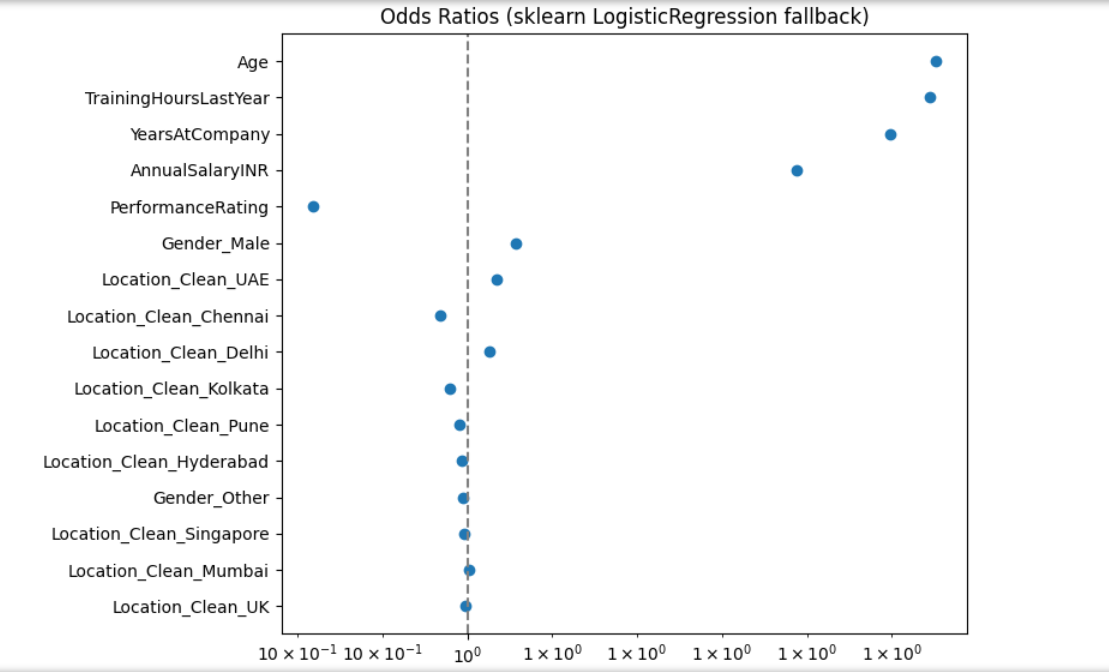 Odds Ratios (sklearn LogisticRegression fallback)
Age
TrainingHoursLastYear
YearsAtCompany
AnnualSalaryINR
PerformanceRating
Gender_Male
Location_Clean_UAE
Location_Clean_Chennai
Location_Clean_Delhi
Location_Clean_Kolkata
Location_Clean_Pune
Location_Clean_Hyderabad
Gender_Other
Location_Clean_Singapore
Location_Clean_Mumbai
Location_Clean_UK
10 × 10⁻¹ 10 × 10⁻¹ 10⁰ 1 × 10⁰ 1 × 10⁰ 1 × 10⁰ 1 × 10⁰ 1 × 10⁰